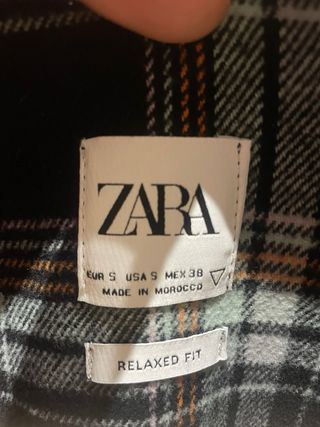 ZARA
EUR S USA S MEX 38
MADE IN MOROCCO
RELAXED FIT